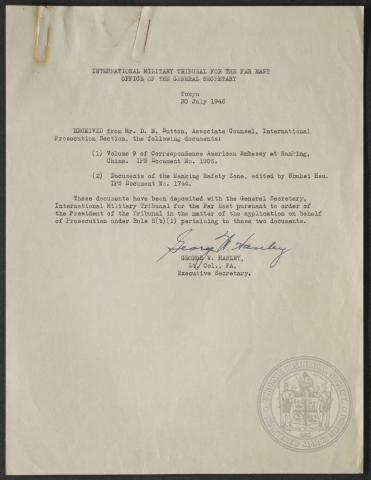 INTERNATIONAL MILITARY TRIBUNAL FOR THE FAR EAST
OFFICE OF THE GENERAL SECRETARY
Tokyo
20 July 1946
RECEIVED from Mr. D. N. Sutton, Associate Counsel, International
Prosecution Section, the following documents:
(1) Volume 9 of Correspondence American Embassy at Nanking,
China. IPS Document No. 1906.
(2) Documents of the Nanking Safety Zone, edited by Shuhsi Hsu.
IPS Document No. 1744.
These documents have been deposited with the General Secretary,
International Military Tribunal for the Far East pursuant to order of
the President of the Tribunal in the matter of the application on behalf
of Prosecution under Rule 6(b)(1) pertaining to these two documents.
George W. Hanley
GEORGE W. HANLEY,
Lt. Col., FA,
Executive Secretary.